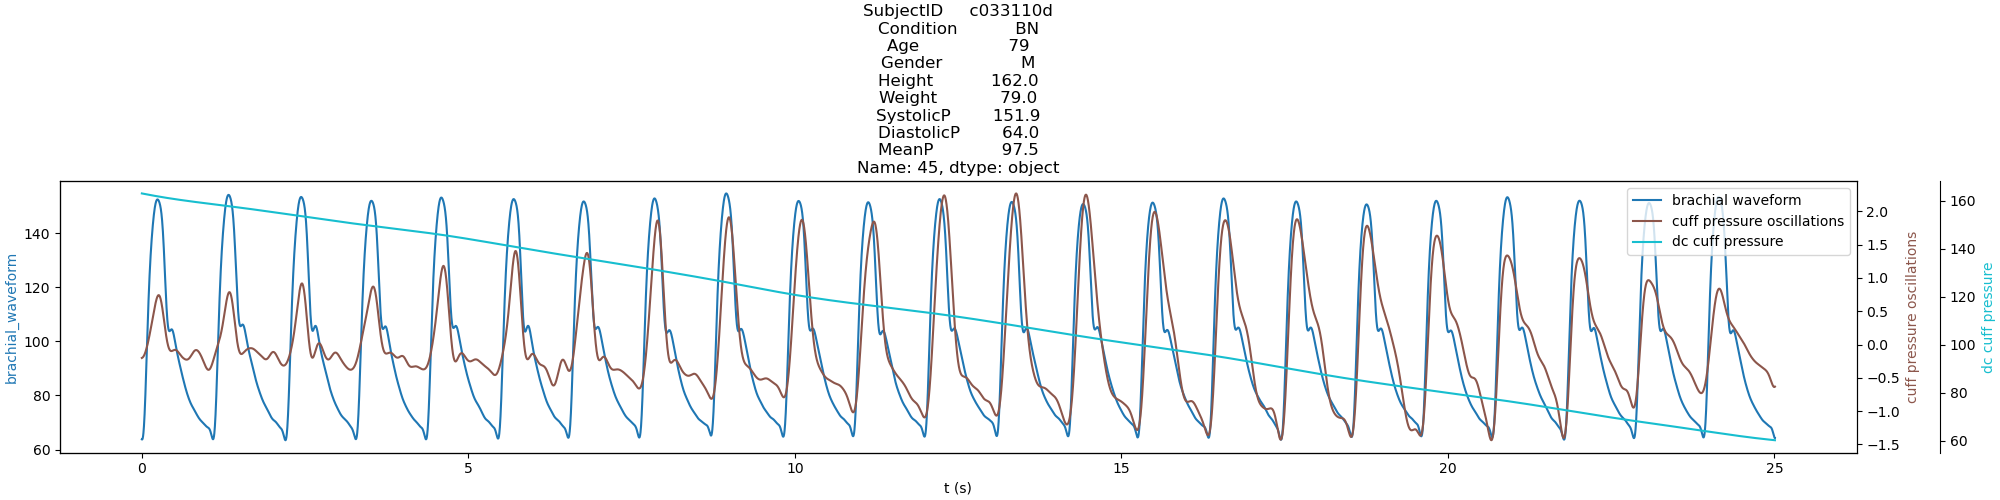 SubjectID c033110d
Condition BN
Age 79
Gender M
Height 162.0
Weight 79.0
SystolicP 151.9
DiastolicP 64.0
MeanP 97.5
Name: 45, dtype: object
brachial waveform
cuff pressure oscillations
dc cuff pressure
brachial_waveform
140
120
100
80
60
2.0
1.5
1.0
0.5
0.0
−0.5
−1.0
−1.5
cuff pressure oscillations
160
140
120
100
80
60
dc cuff pressure
0 5 10 15 20 25
t (s)